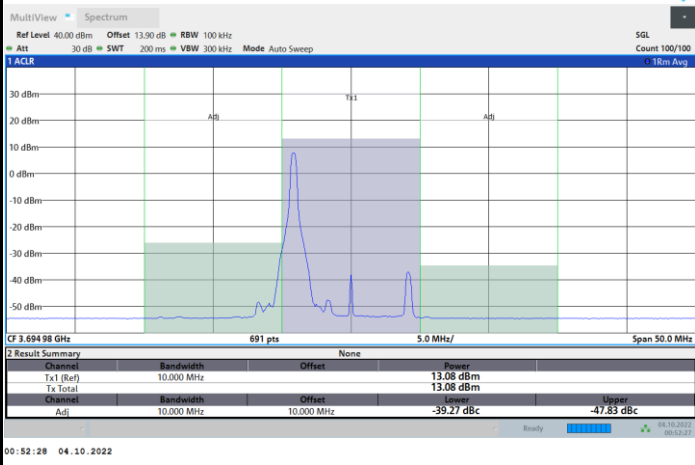 MultiView Spectrum
Ref Level 40.00 dBm Offset 13.90 dB RBW 100 kHz SGL
Att 30 dB SWT 200 ms VBW 300 kHz Mode Auto Sweep Count 100/100
1 ACLR 1Rm Avg
Tx1
30 dBm
Adj Adj
20 dBm
10 dBm
0 dBm
-10 dBm
-20 dBm
-30 dBm
-40 dBm
-50 dBm
CF 3.694 98 GHz 691 pts 5.0 MHz/ Span 50.0 MHz
2 Result Summary None
Channel Bandwidth Offset Power
Tx1 (Ref) 10.000 MHz 13.08 dBm
Tx Total 13.08 dBm
Channel Bandwidth Offset Lower Upper
Adj 10.000 MHz 10.000 MHz -39.27 dBc -47.83 dBc
Ready 04.10.2022
00:52:27
00:52:28 04.10.2022